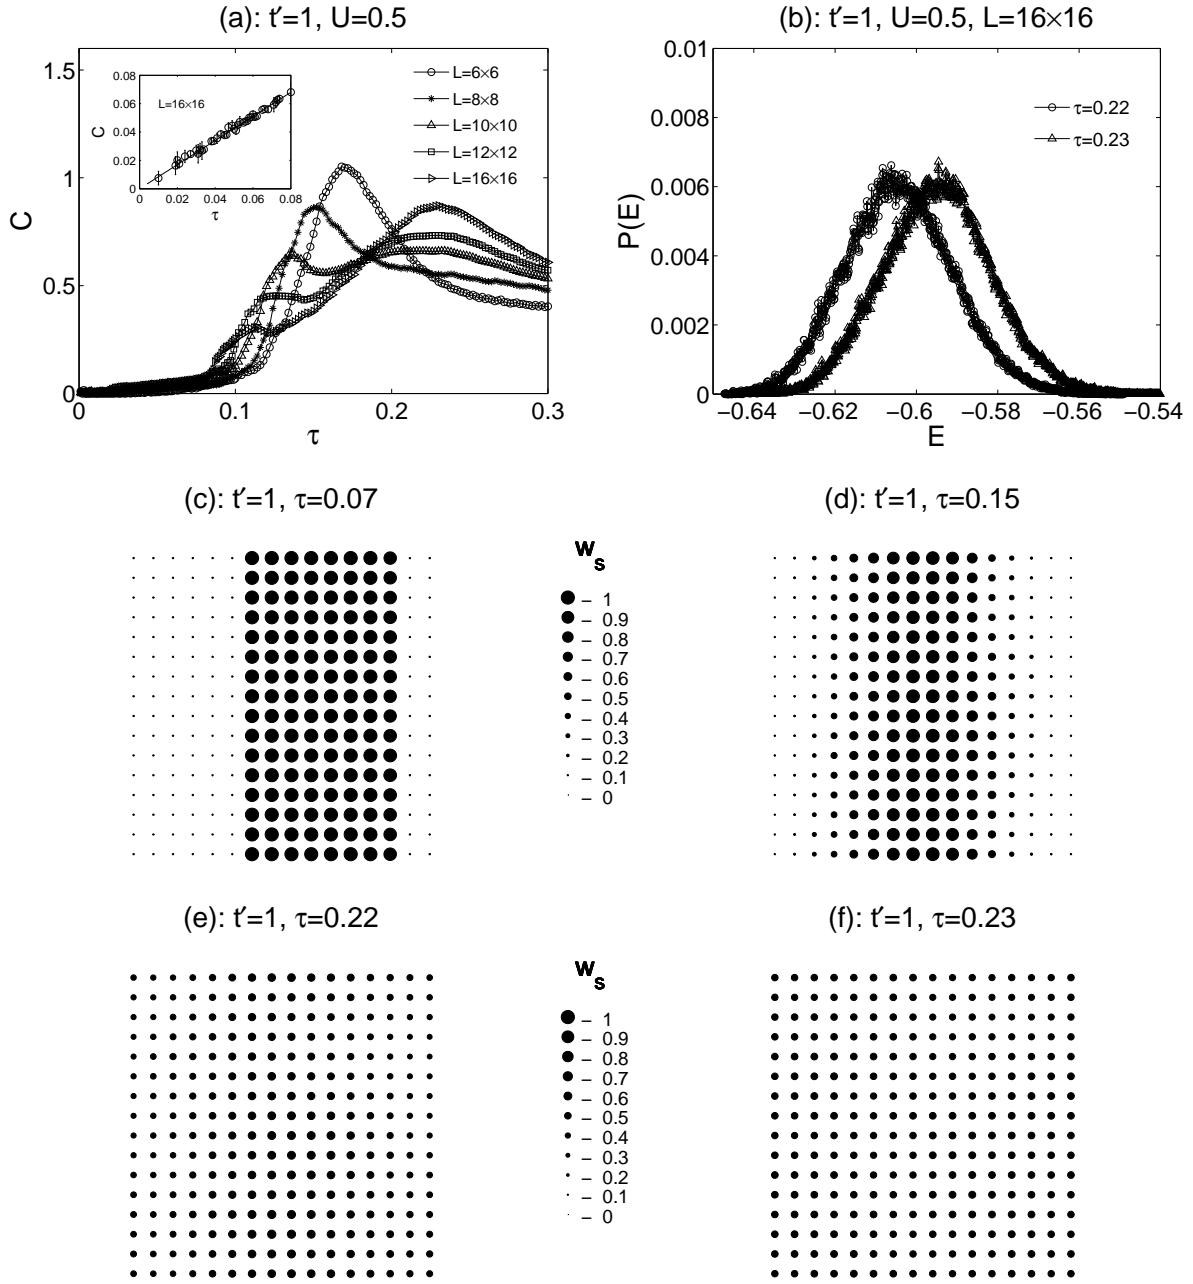 (a): t′=1, U=0.5
(b): t′=1, U=0.5, L=16×16
C
1.5
1
0.5
0
0
0.1
0.2
0.3
τ
L=6×6
L=8×8
L=10×10
L=12×12
L=16×16
C
0.08
0.06
0.04
0.02
0
0
0.02
0.04
0.06
0.08
τ
L=16×16
P(E)
0.01
0.008
0.006
0.004
0.002
0
−0.64
−0.62
−0.6
−0.58
−0.56
−0.54
E
τ=0.22
τ=0.23
(c): t′=1, τ=0.07
(d): t′=1, τ=0.15
w_s
– 1
– 0.9
– 0.8
– 0.7
– 0.6
– 0.5
– 0.4
– 0.3
– 0.2
– 0.1
– 0
(e): t′=1, τ=0.22
(f): t′=1, τ=0.23
w_s
– 1
– 0.9
– 0.8
– 0.7
– 0.6
– 0.5
– 0.4
– 0.3
– 0.2
– 0.1
– 0